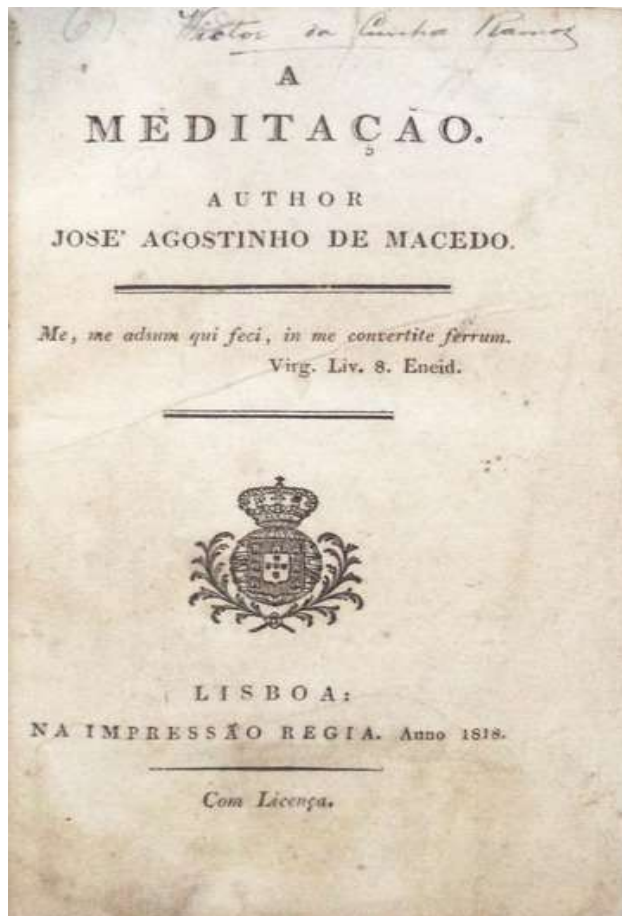 Victor da Cunha Ramos
A
MEDITAÇÃO.
AUTHOR
JOSE' AGOSTINHO DE MACEDO.
Me, me adsum qui feci, in me convertite ferrum.
Virg. Liv. 8. Eneid.
LISBOA:
NA IMPRESSÃO REGIA. Anno 1818.
Com Licença.